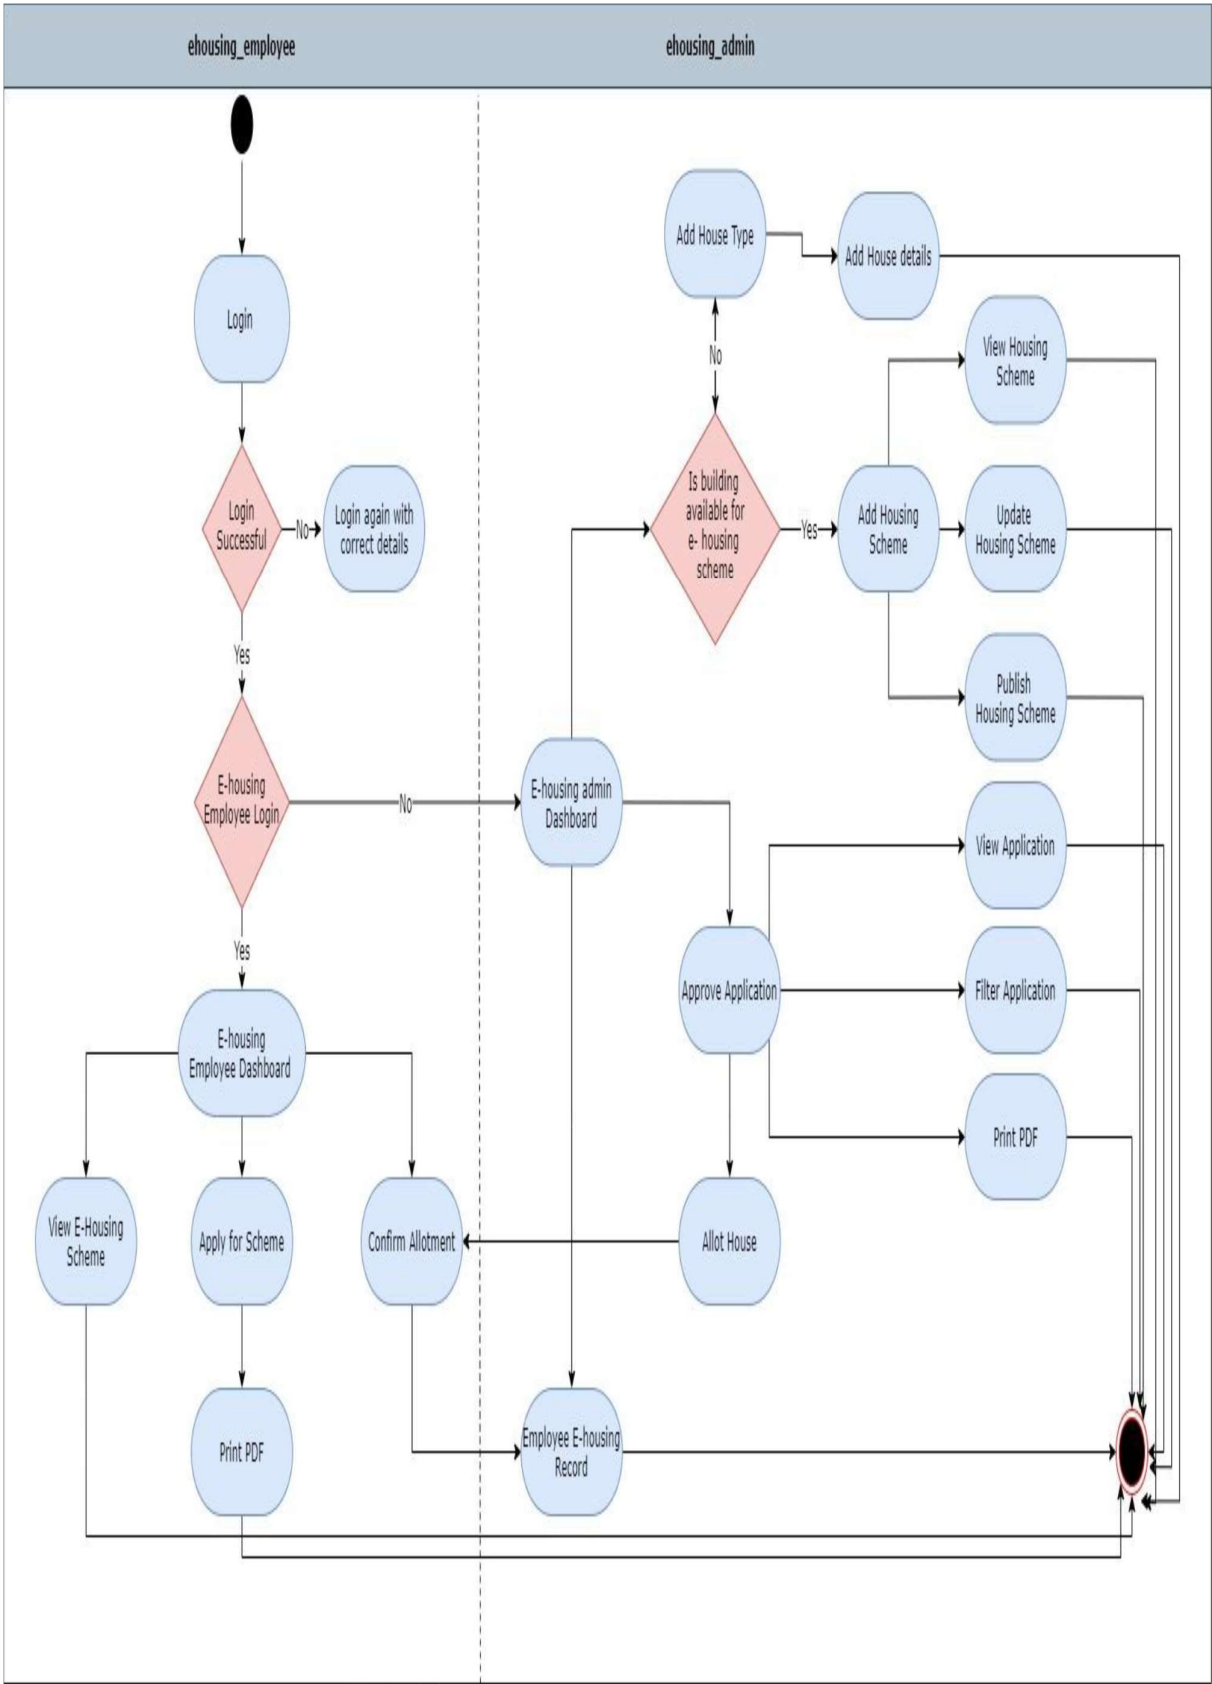 ehousing_employee
ehousing_admin
Add House Type
Add House details
Login
No
View Housing
Scheme
Is building
available for
e- housing
scheme
Login
Successful
No
Login again with
correct details
Yes
Add Housing
Scheme
Update
Housing Scheme
Yes
Publish
Housing Scheme
E-housing
Employee Login
No
E-housing admin
Dashboard
View Application
Yes
Approve Application
Filter Application
E-housing
Employee Dashboard
Print PDF
View E-Housing
Scheme
Apply for Scheme
Confirm Allotment
Allot House
Print PDF
Employee E-housing
Record